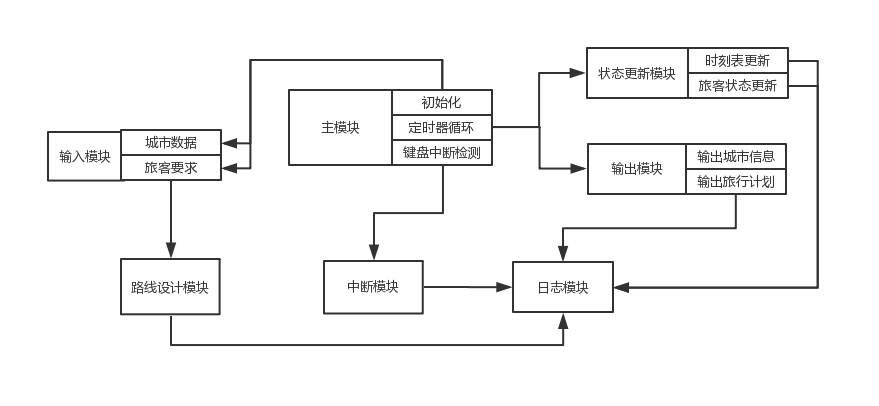 状态更新模块
时刻表更新
旅客状态更新
主模块
初始化
定时器循环
键盘中断检测
输入模块
城市数据
旅客要求
输出模块
输出城市信息
输出旅行计划
路线设计模块
中断模块
日志模块